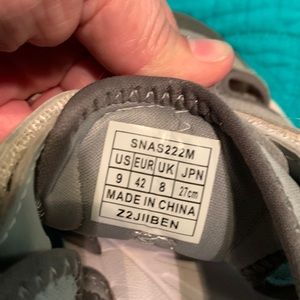 SNAS222M
US EUR UK JPN
9 42 8 27cm
MADE IN CHINA
Z2JIIBEN